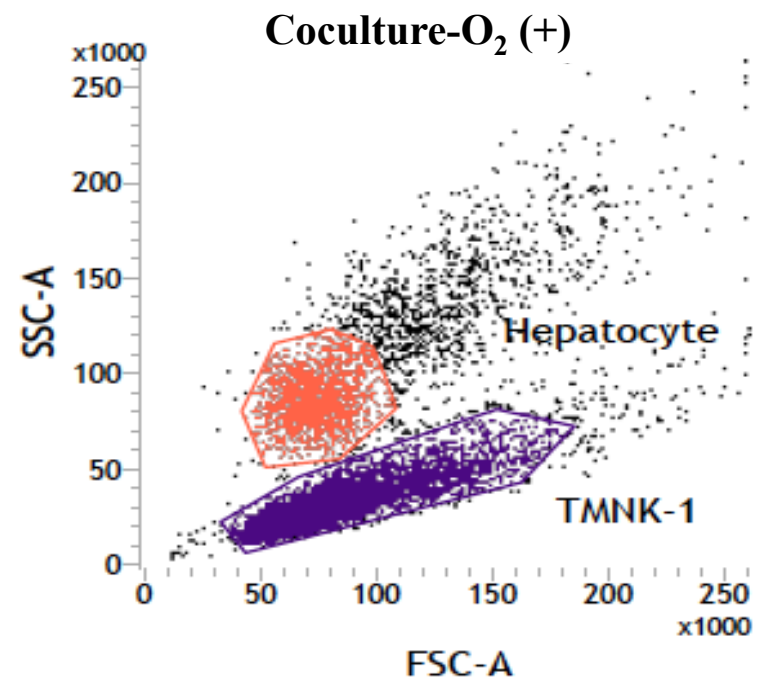 Coculture-O₂ (+)
x1000
250
200
150
100
50
0
SSC-A
Hepatocyte
TMNK-1
0 50 100 150 200 250
x1000
FSC-A